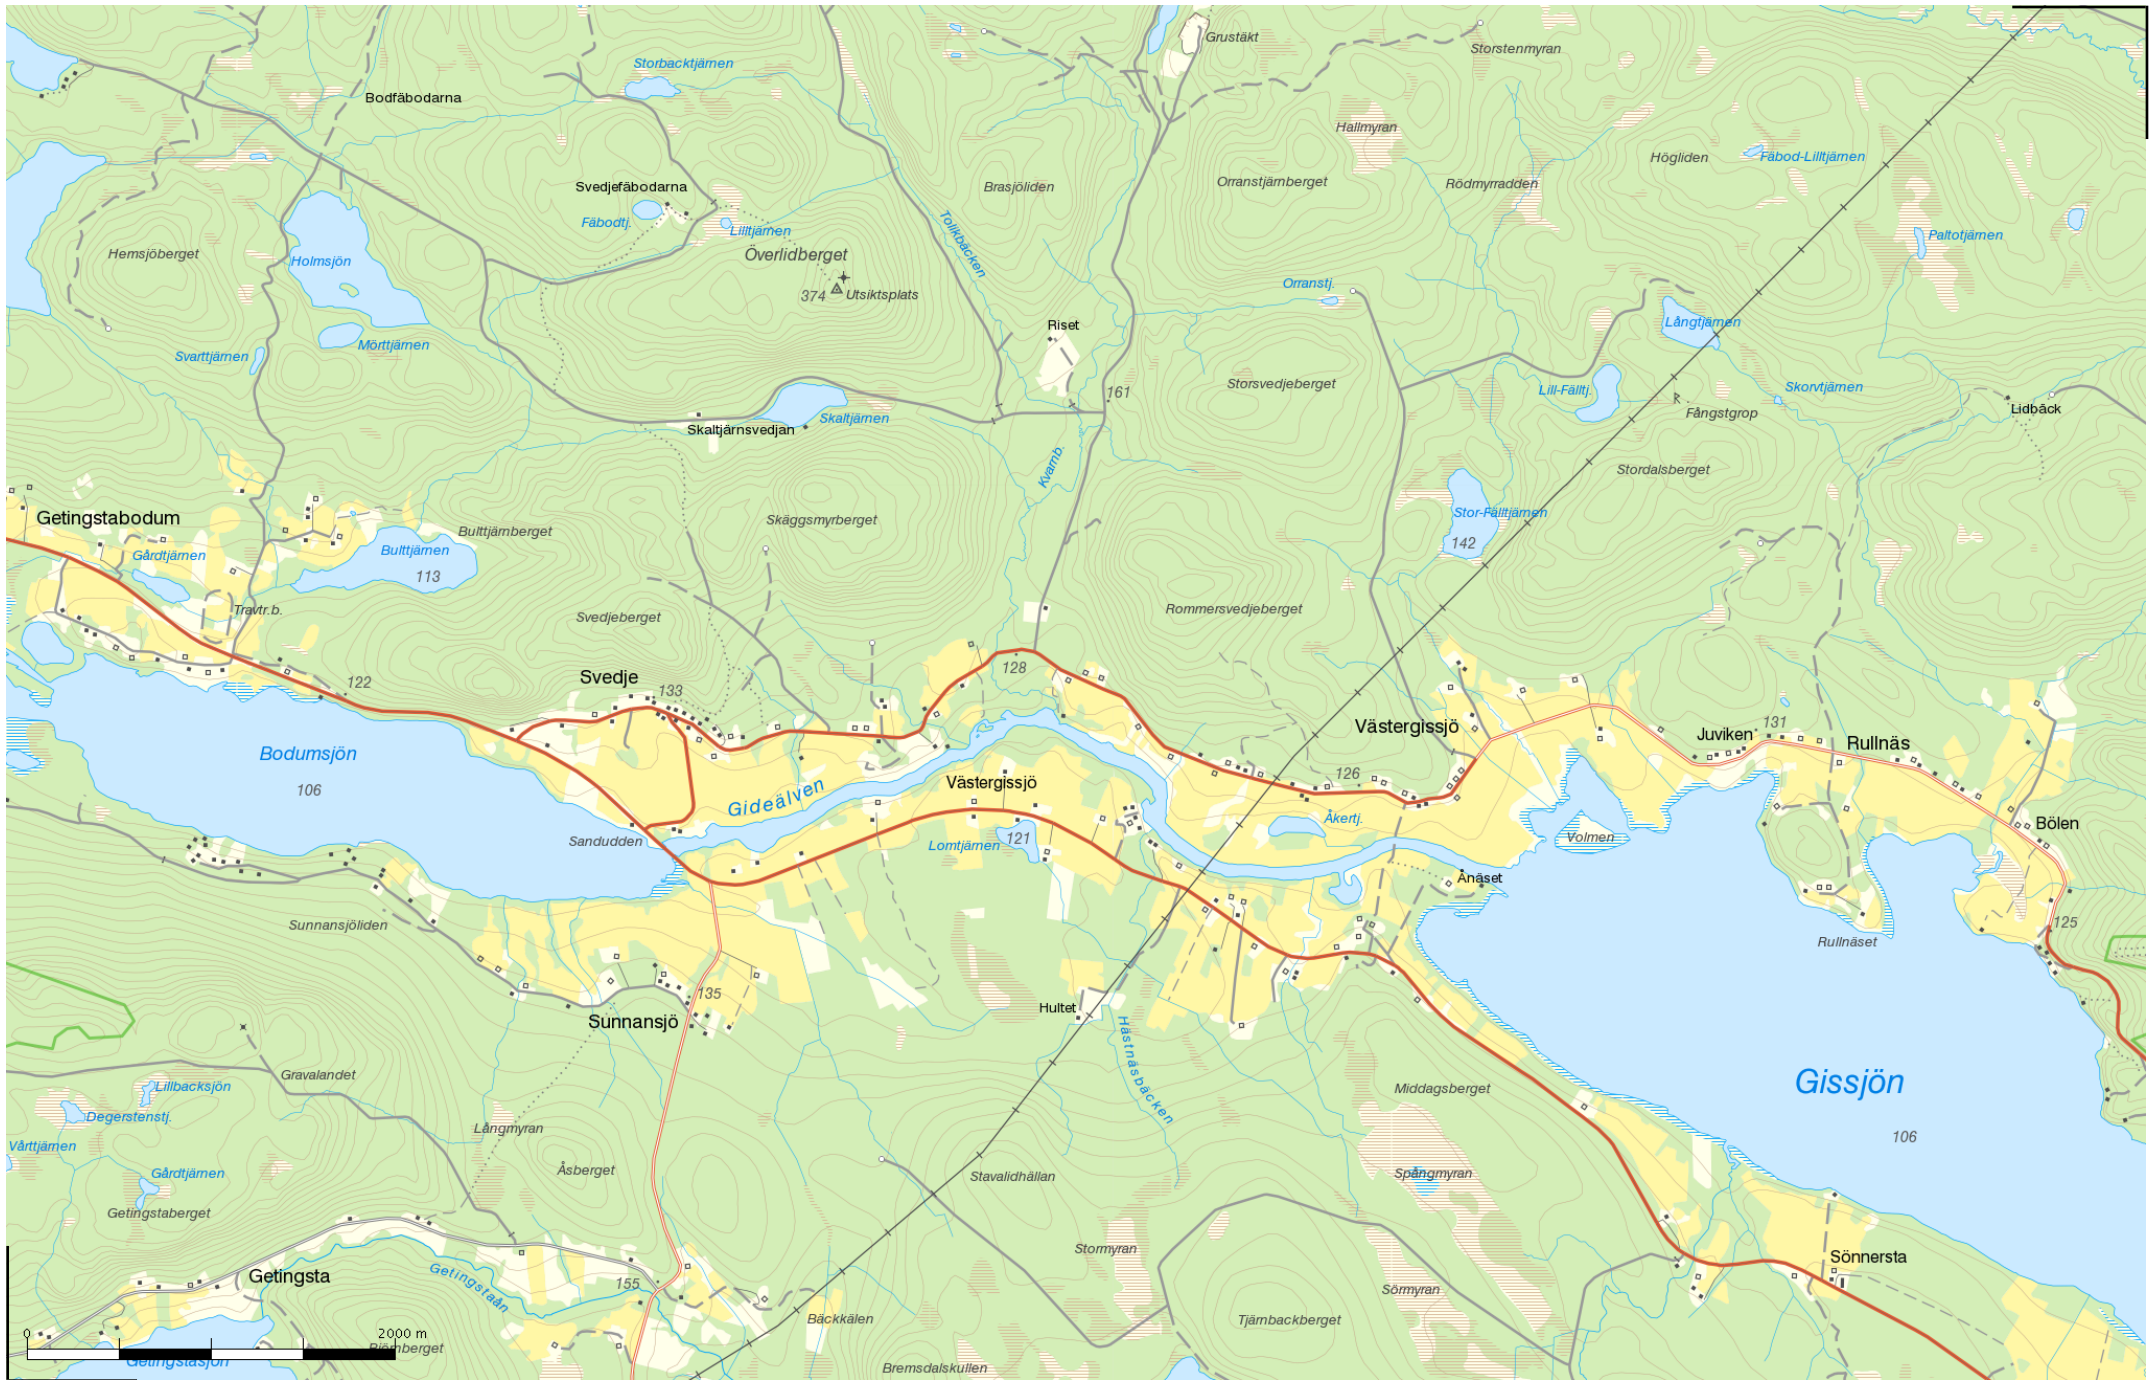 Grustäkt
Storstenmyran
Storbacktjärnen
Bodfäbodarna
Hallmyran
Högliden
Fäbod-Lilltjärnen
Svedjefäbodarna
Brasjöliden
Orranstjärnberget
Rödmyrradden
Fäbodtj.
Lilltjärnen
Tollkbäcken
Paltotjärnen
Hemsjöberget
Holmsjön
Överlidberget
374
Utsiktsplats
Orranstj.
Riset
Långtjärnen
Svarttjärnen
Mörttjärnen
161
Storsvedjeberget
Lill-Fälltj.
Skorvtjärnen
Skaltjärnsvedjan
Skaltjärnen
Fångstgrop
Lidbäck
Kvarnb.
Stordalsberget
Getingstabodum
Bulttjärnberget
Skäggsmyrberget
Stor-Fälltjärnen
142
Gårdtjärnen
Bulttjärnen
113
Travtr.b.
Svedjeberget
Rommersvedjeberget
122
Svedje
133
128
Västergissjö
Juviken
131
Rullnäs
Bodumsjön
106
Gideälven
Västergissjö
126
Åkertj.
Sandudden
Lomtjärnen
121
Volmen
Bölen
Ånäset
Sunnansjöliden
125
Rullnäset
135
Sunnansjö
Hultet
Hästnäsbäcken
Gravalandet
Lillbacksjön
Degerstenstj.
Middagsberget
Gissjön
106
Vårttjärnen
Långmyran
Gårdtjärnen
Åsberget
Stavalidhällan
Spångmyran
Getingstaberget
Stormyran
Sönnersta
Getingsta
Getingstaån
155
Sörmyran
Bäckkälen
Tjärnbackberget
0
2000 m
Björnberget
Getingstasjön
Bremsdalskullen